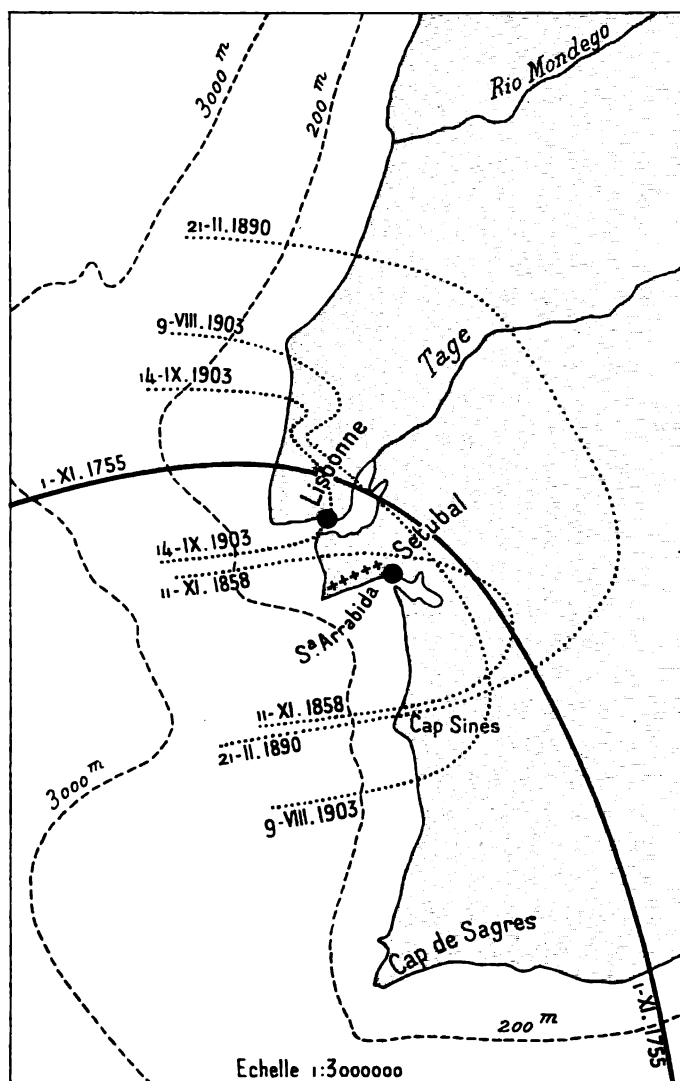 3000 m
200 m
Rio Mondego
21-II.1890
9-VIII.1903
Tage
14-IX.1903
Lisbonne
1-XI.1755
Setubal
14-IX.1903
11-XI.1858
Sª. Arrabida
11-XI.1858
Cap Sines
21-II.1890
3000 m
9-VIII.1903
Cap de Sagres
1-XI.1755
200 m
Echelle 1:3000000